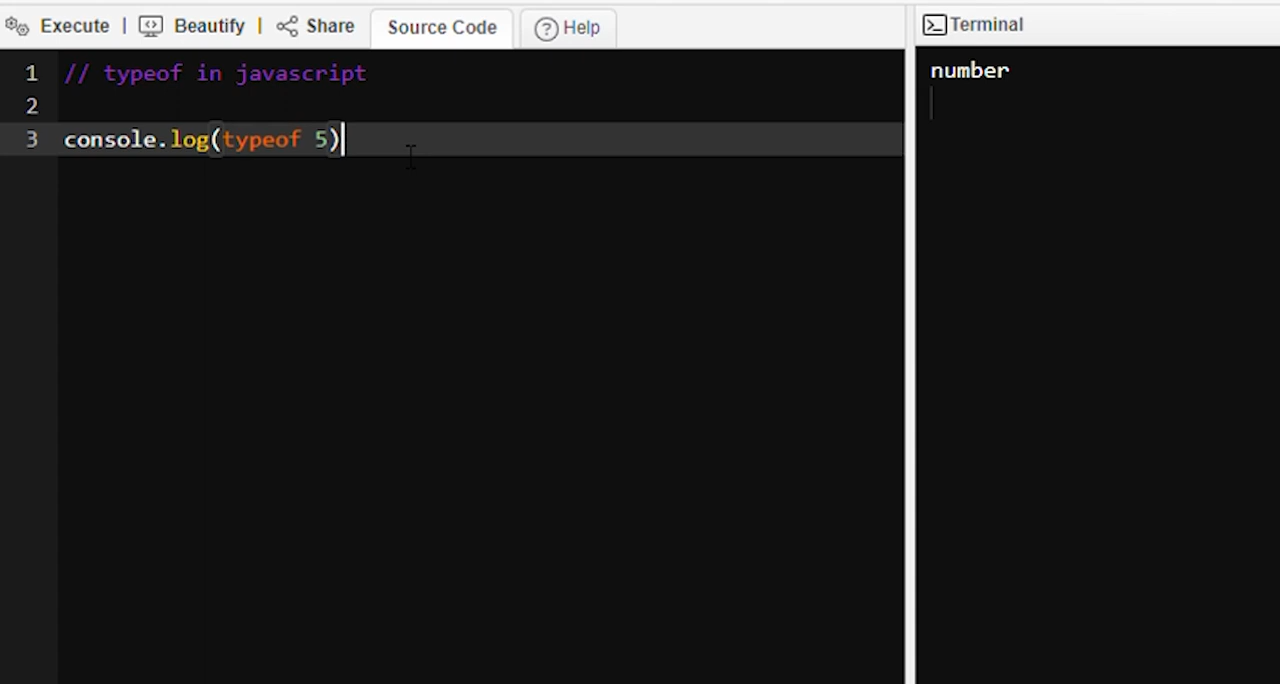 Execute | Beautify | Share Source Code ? Help
1 // typeof in javascript
2
3 console.log(typeof 5)
Terminal
number